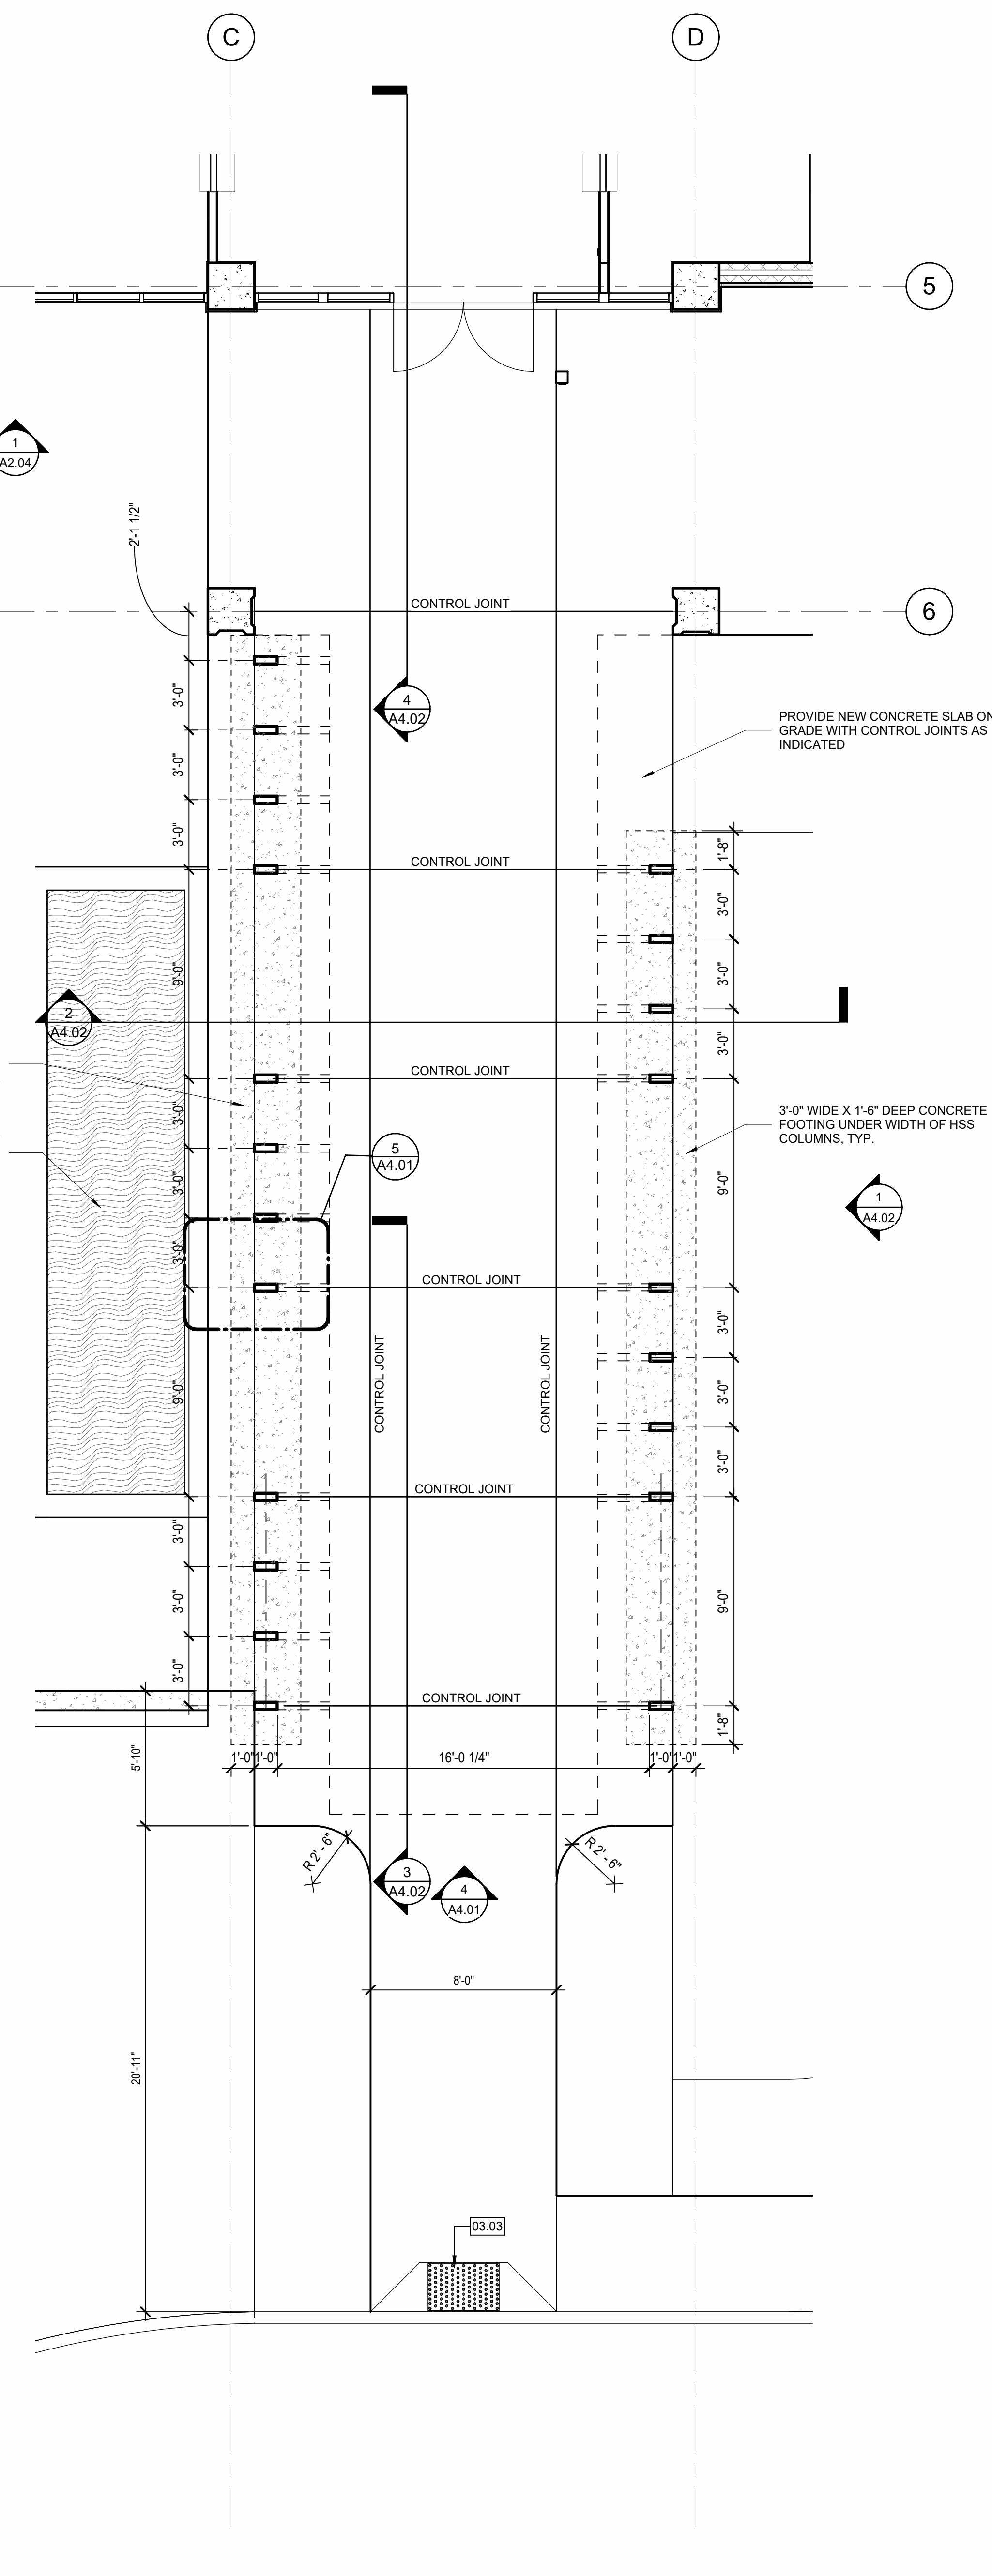 C
D
5
1
A2.04
2'-1 1/2"
CONTROL JOINT
6
3'-0"
4
A4.02
PROVIDE NEW CONCRETE SLAB ON
GRADE WITH CONTROL JOINTS AS
INDICATED
3'-0"
3'-0"
1'-8"
CONTROL JOINT
3'-0"
9'-0"
3'-0"
2
A4.02
3'-0"
CONTROL JOINT
3'-0"
3'-0" WIDE X 1'-6" DEEP CONCRETE
FOOTING UNDER WIDTH OF HSS
COLUMNS, TYP.
5
A4.01
3'-0"
9'-0"
1
A4.02
3'-0"
CONTROL JOINT
3'-0"
CONTROL JOINT
CONTROL JOINT
9'-0"
3'-0"
3'-0"
CONTROL JOINT
3'-0"
3'-0"
9'-0"
3'-0"
CONTROL JOINT
1'-8"
5'-10"
1'-0"
1'-0"
16'-0 1/4"
1'-0"
1'-0"
R 2' - 6"
R 2' - 6"
3
A4.02
4
A4.01
8'-0"
20'-11"
03.03